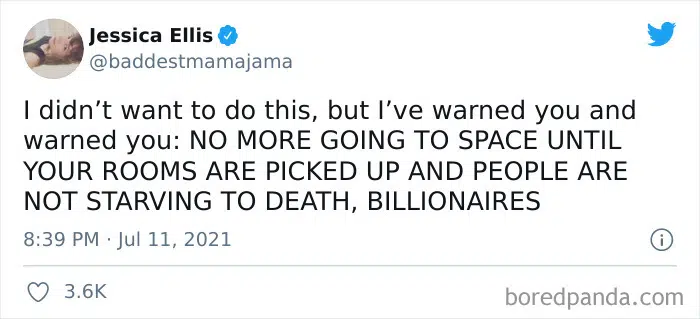 Jessica Ellis
@baddestmamajama
I didn’t want to do this, but I’ve warned you and
warned you: NO MORE GOING TO SPACE UNTIL
YOUR ROOMS ARE PICKED UP AND PEOPLE ARE
NOT STARVING TO DEATH, BILLIONAIRES
8:39 PM · Jul 11, 2021
3.6K
boredpanda.com